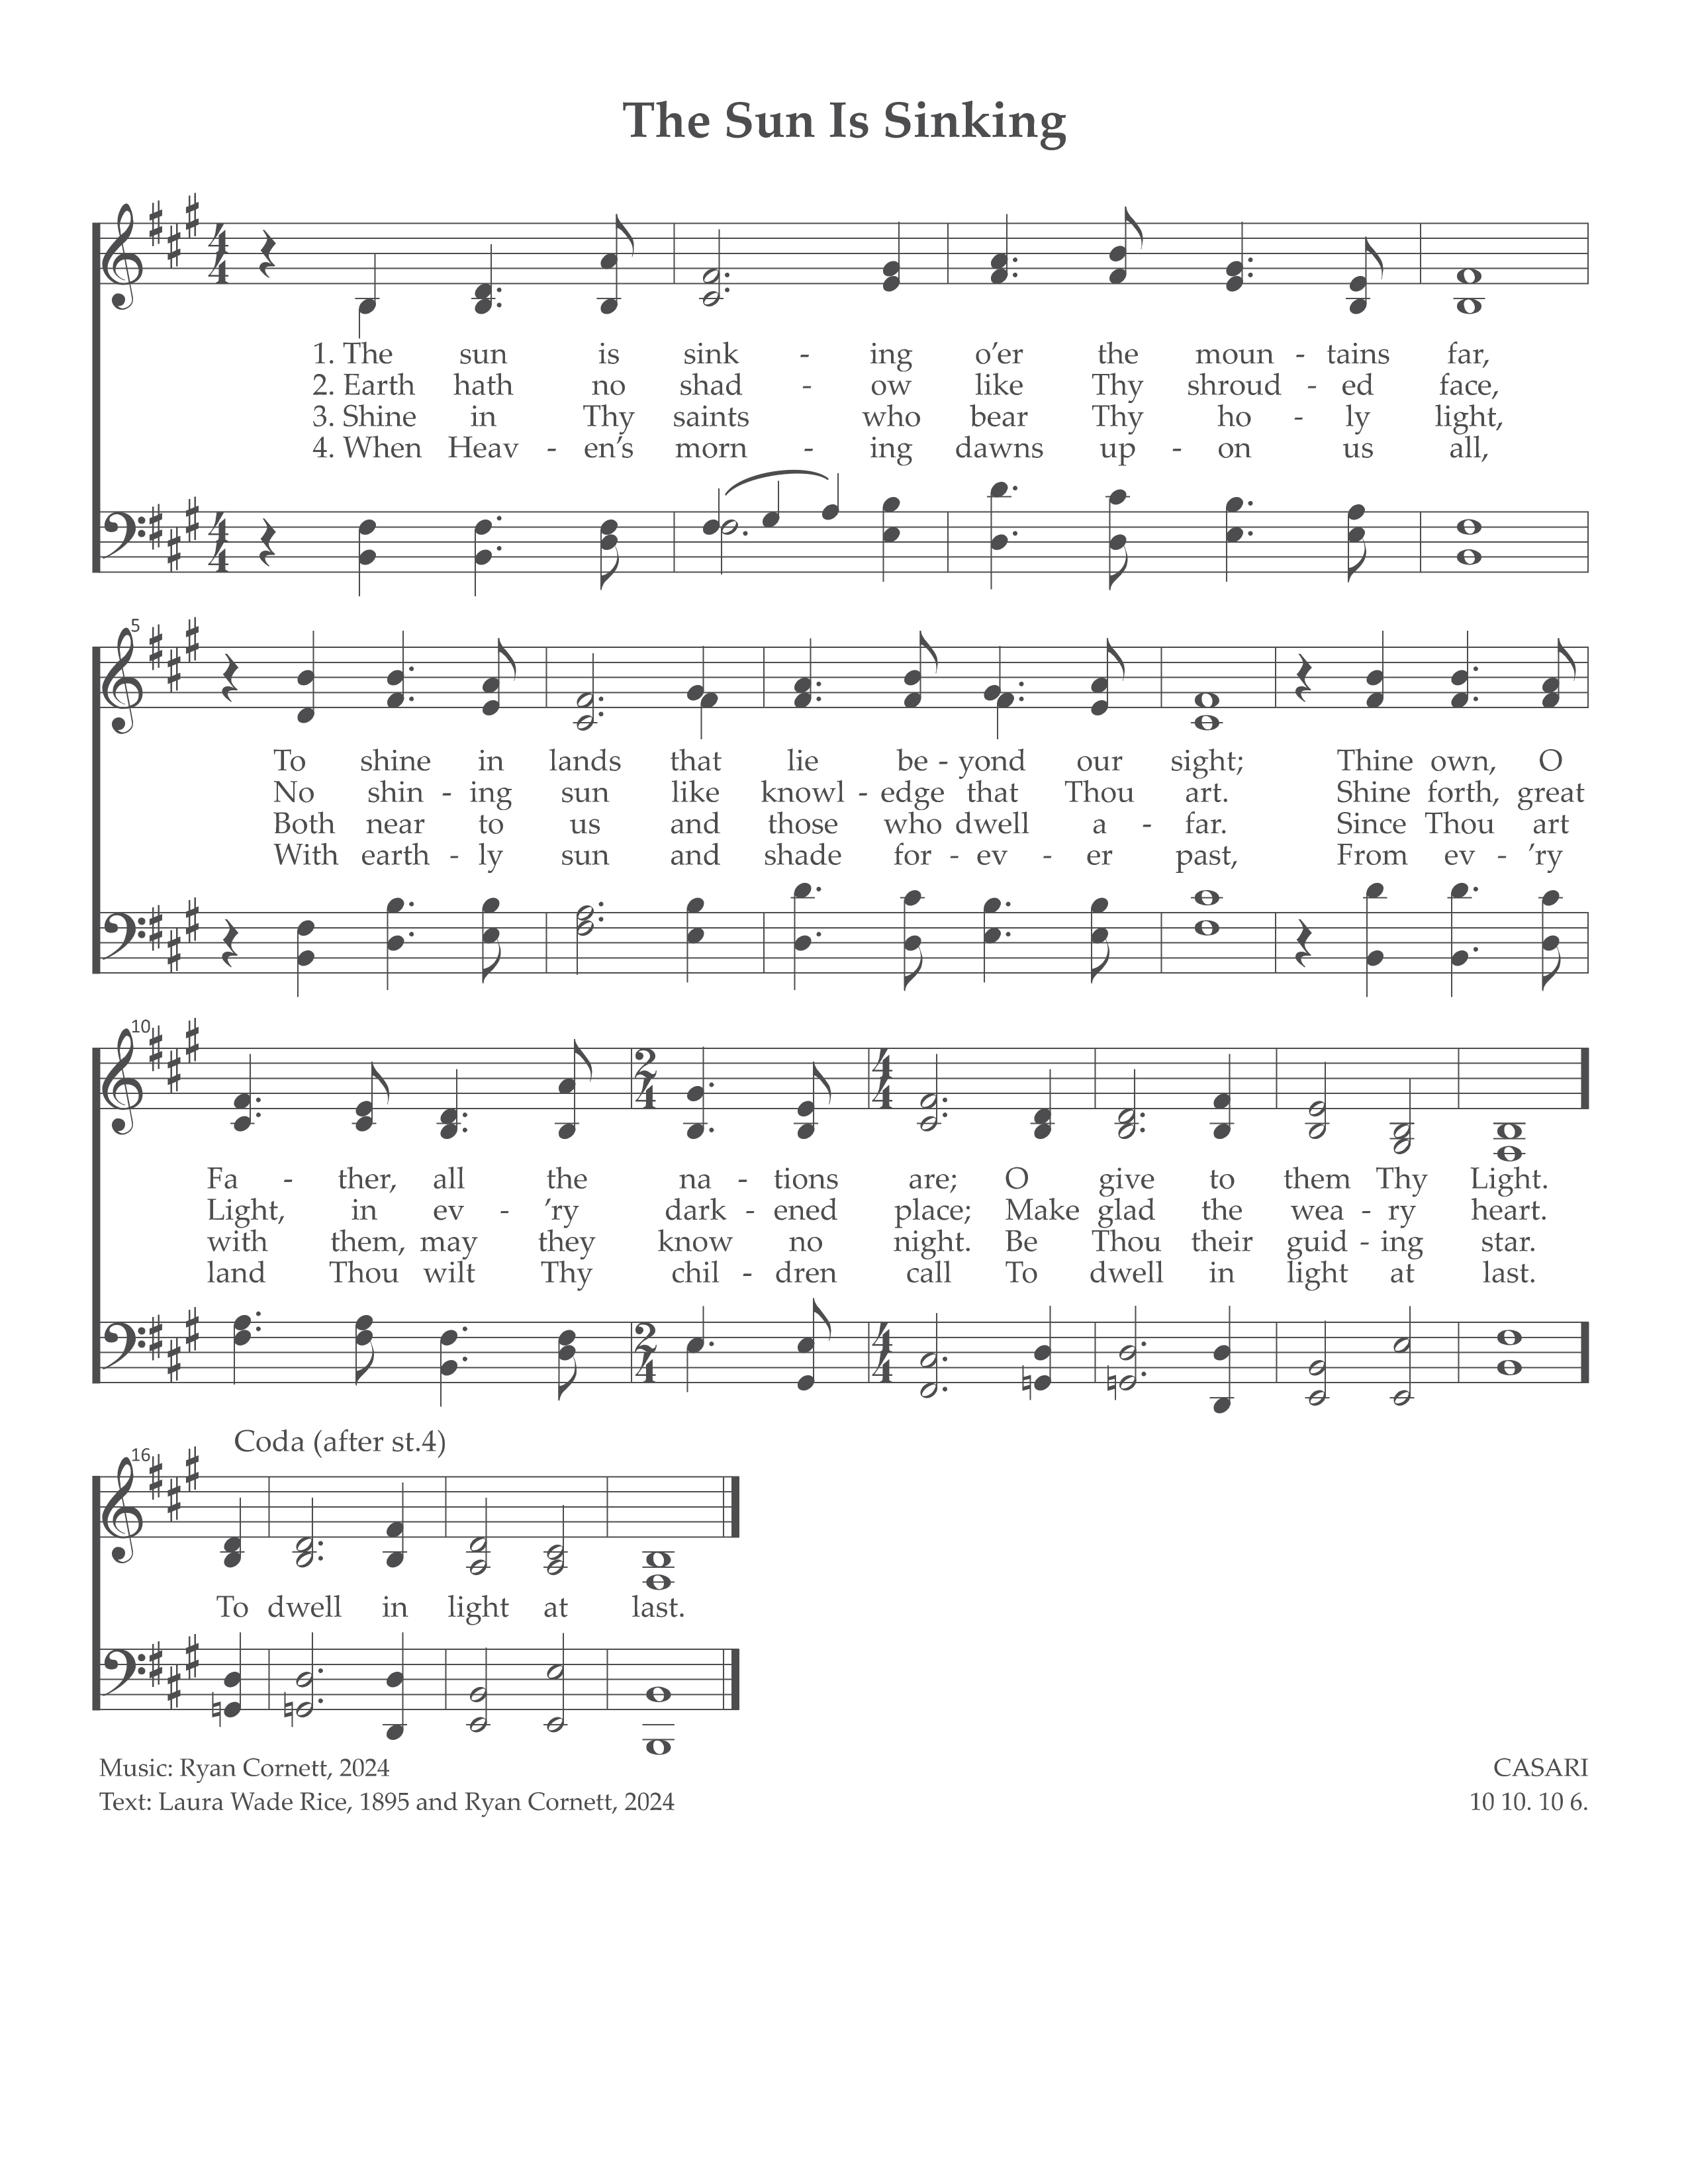 The Sun Is Sinking
1. The sun is sink - ing o'er the moun - tains far,
2. Earth hath no shad - ow like Thy shroud - ed face,
3. Shine in Thy saints who bear Thy ho - ly light,
4. When Heav - en's morn - ing dawns up - on us all,
5
To shine in lands that lie be - yond our sight; Thine own, O
No shin - ing sun like knowl - edge that Thou art. Shine forth, great
Both near to us and those who dwell a - far. Since Thou art
With earth - ly sun and shade for - ev - er past, From ev - 'ry
10
Fa - ther, all the na - tions are; O give to them Thy Light.
Light, in ev - 'ry dark - ened place; Make glad the wea - ry heart.
with them, may they know no night. Be Thou their guid - ing star.
land Thou wilt Thy chil - dren call To dwell in light at last.
Coda (after st.4)
16
To dwell in light at last.
Music: Ryan Cornett, 2024
CASARI
Text: Laura Wade Rice, 1895 and Ryan Cornett, 2024
10 10. 10 6.